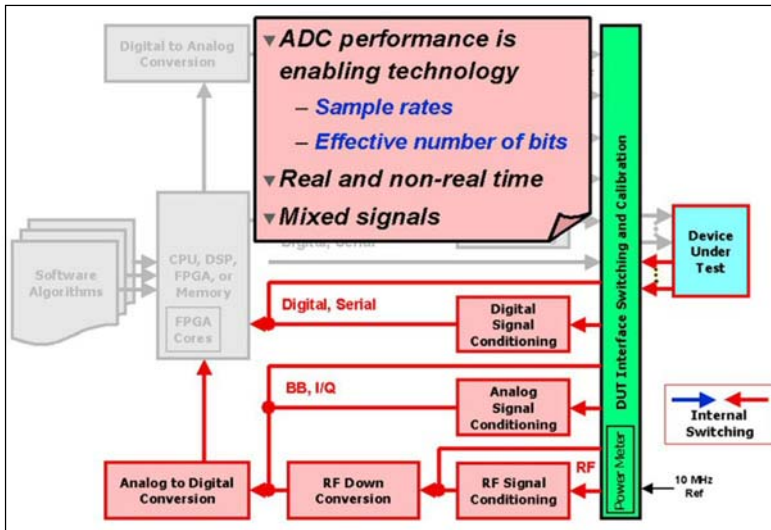 Digital to Analog
Conversion
▼ ADC performance is
enabling technology
– Sample rates
– Effective number of bits
▼ Real and non-real time
▼ Mixed signals
Digital, Serial
Software
Algorithms
CPU, DSP,
FPGA, or
Memory
FPGA
Cores
DUT Interface Switching and Calibration
Device
Under
Test
Digital, Serial
Digital
Signal
Conditioning
BB, I/Q
Analog
Signal
Conditioning
Internal
Switching
Analog to Digital
Conversion
RF Down
Conversion
RF Signal
Conditioning
RF
Power Meter
10 MHz
Ref